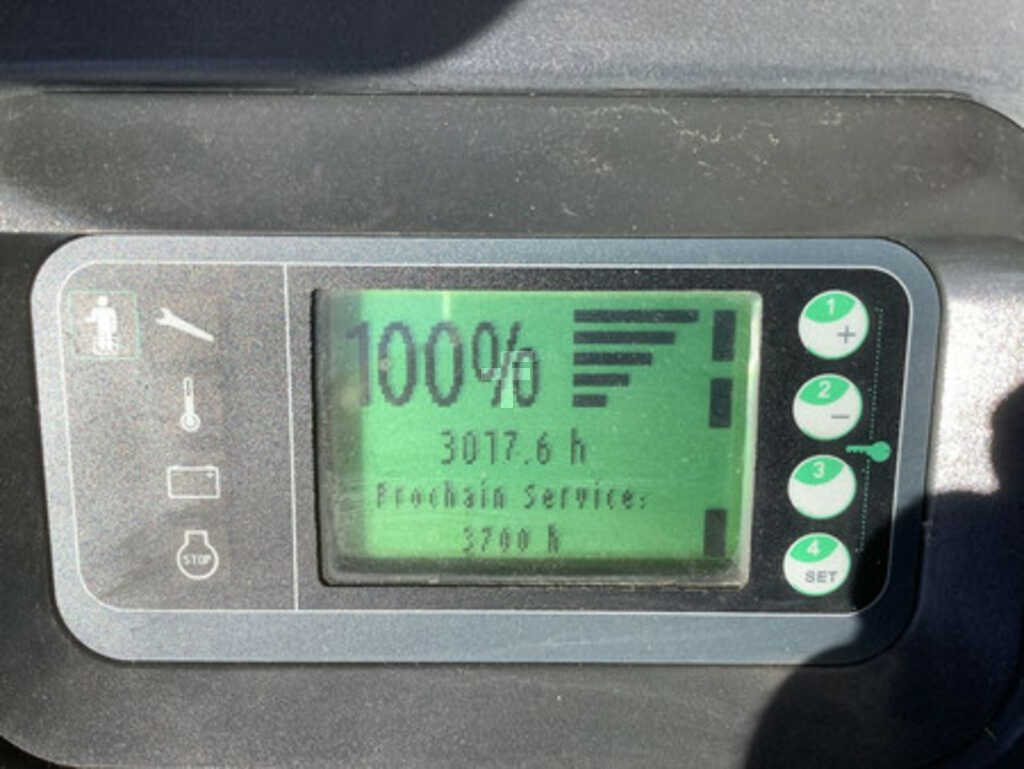 100%
3017.6 h
Prochain Service:
3700 h
STOP
1
+
2
−
3
4
SET